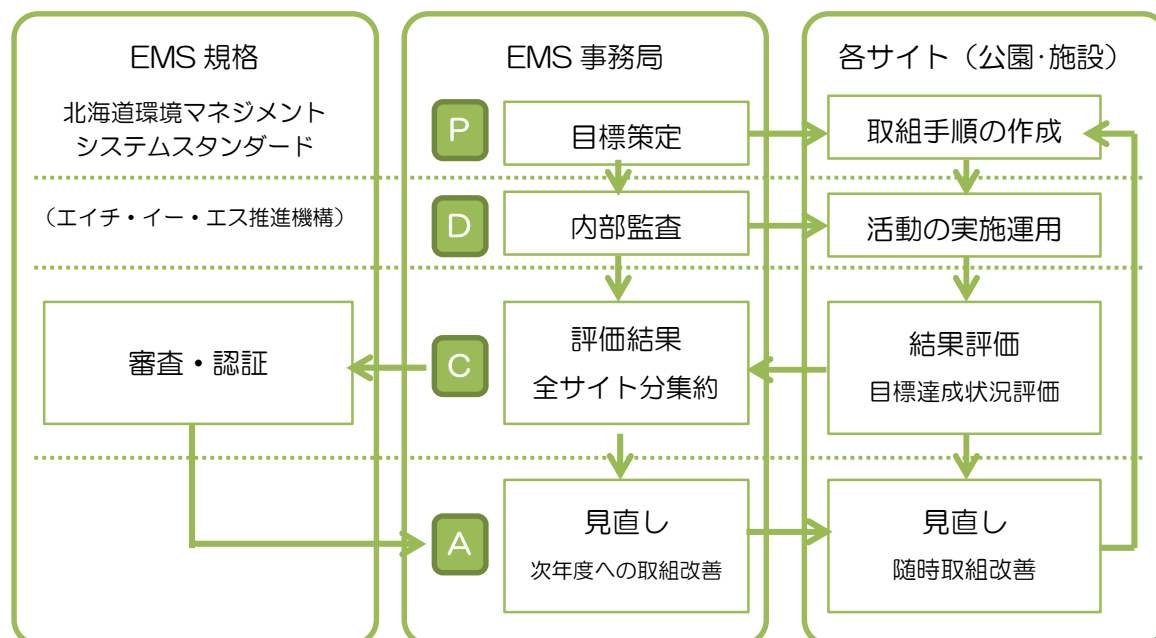 EMS 規格
北海道環境マネジメント
システムスタンダード
（エイチ・イー・エス推進機構）
審査・認証
EMS 事務局
P
目標策定
D
内部監査
C
評価結果
全サイト分集約
A
見直し
次年度への取組改善
各サイト（公園･施設）
取組手順の作成
活動の実施運用
結果評価
目標達成状況評価
見直し
随時取組改善